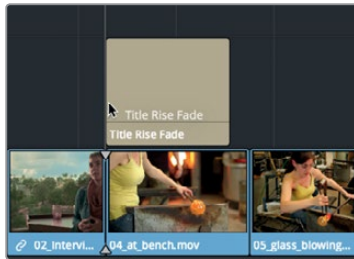 Title Rise Fade
Title Rise Fade
02_Intervi...
04_at_bench.mov
05_glass_blowing...